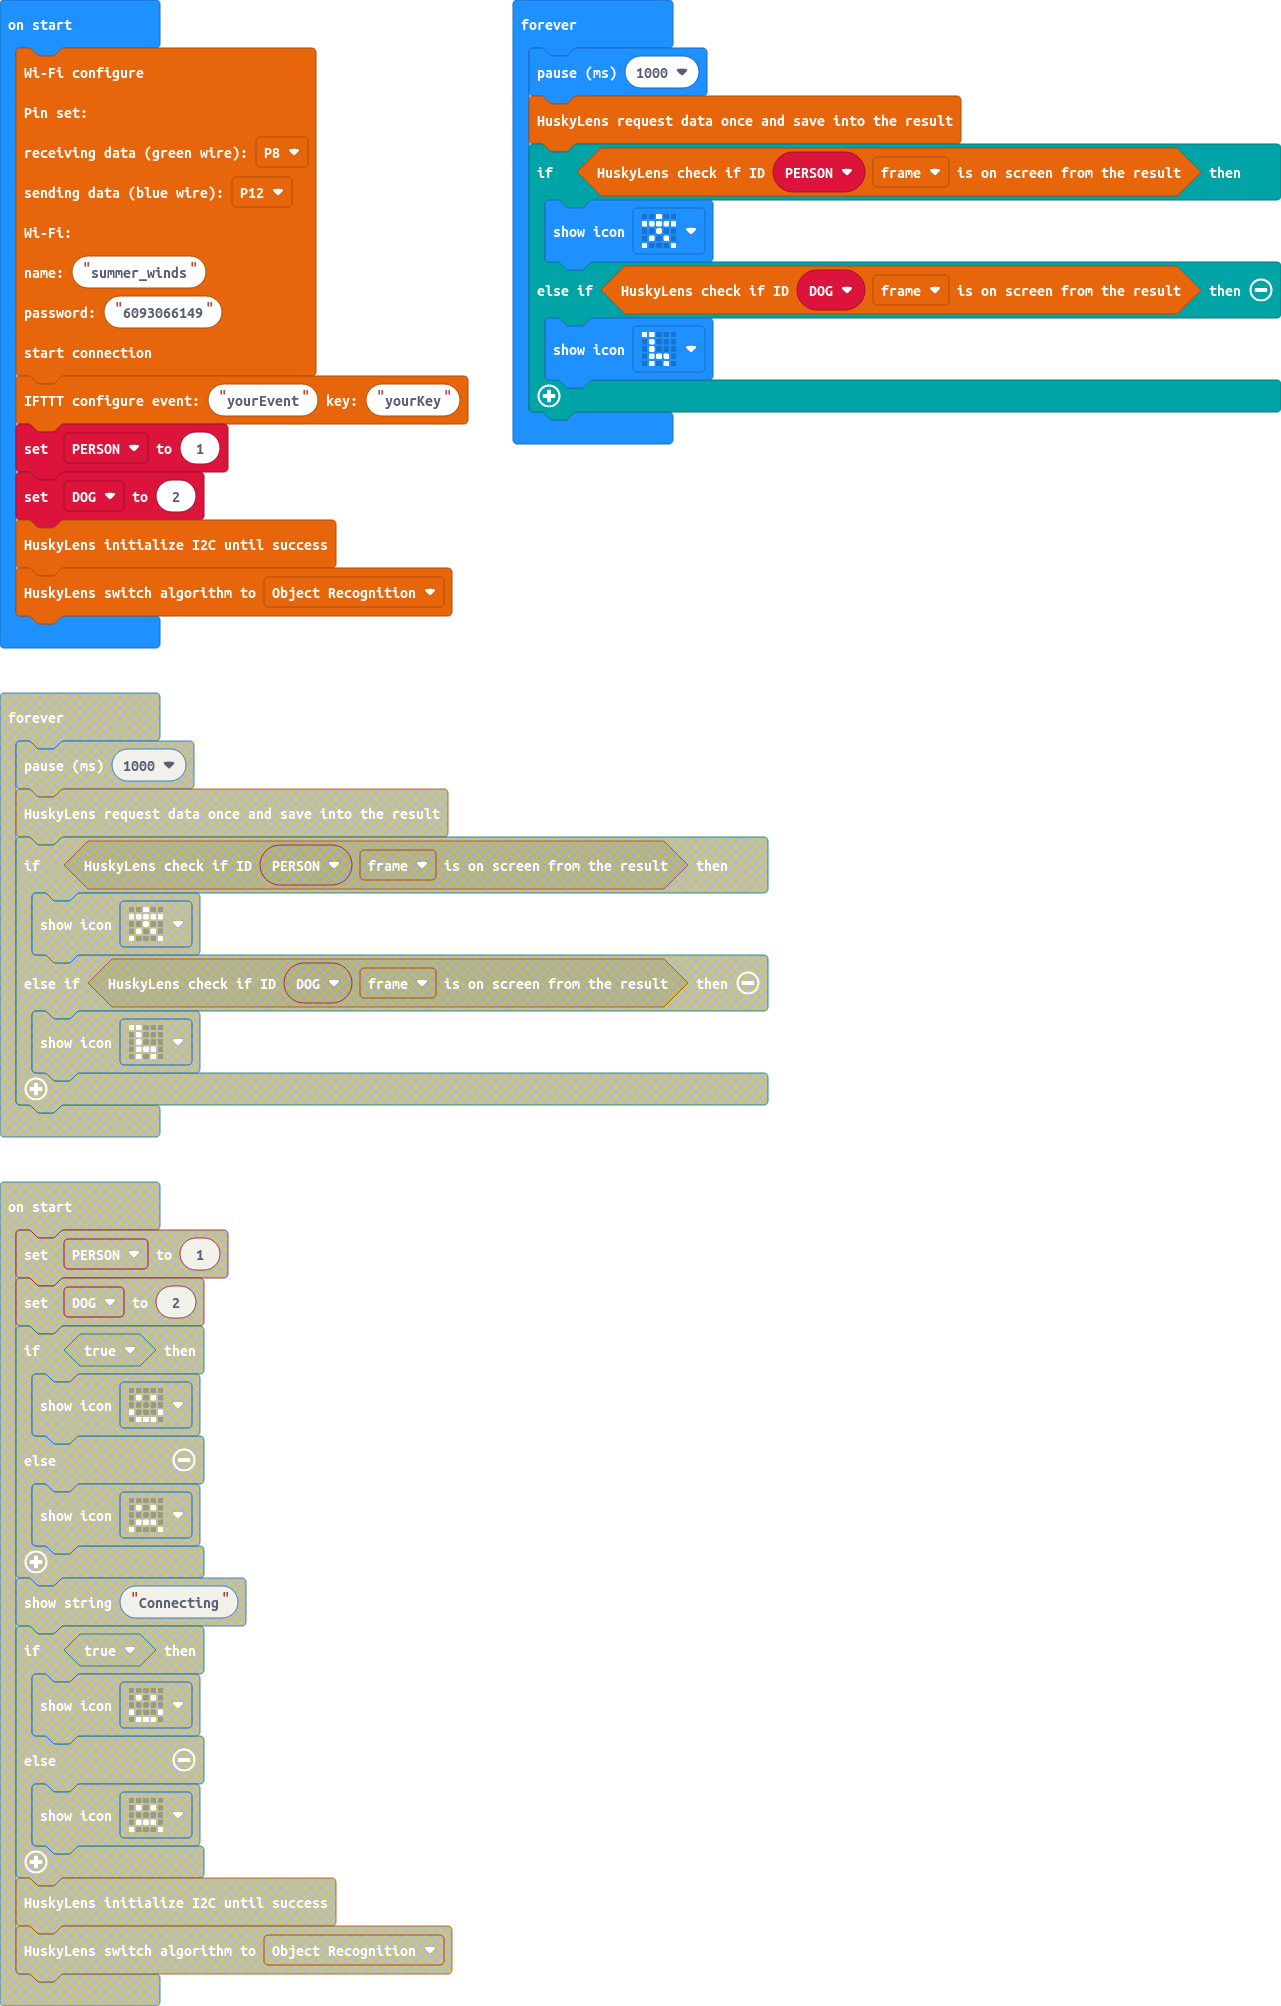 on start
Wi-Fi configure
Pin set:
receiving data (green wire): P8
sending data (blue wire): P12
Wi-Fi:
name: "summer_winds"
password: "6093066149"
start connection
IFTTT configure event: "yourEvent" key: "yourKey"
set PERSON to 1
set DOG to 2
HuskyLens initialize I2C until success
HuskyLens switch algorithm to Object Recognition
forever
pause (ms) 1000
HuskyLens request data once and save into the result
if HuskyLens check if ID PERSON frame is on screen from the result then
show icon
else if HuskyLens check if ID DOG frame is on screen from the result then
show icon
forever
pause (ms) 1000
HuskyLens request data once and save into the result
if HuskyLens check if ID PERSON frame is on screen from the result then
show icon
else if HuskyLens check if ID DOG frame is on screen from the result then
show icon
on start
set PERSON to 1
set DOG to 2
if true then
show icon
else
show icon
show string "Connecting"
if true then
show icon
else
show icon
HuskyLens initialize I2C until success
HuskyLens switch algorithm to Object Recognition